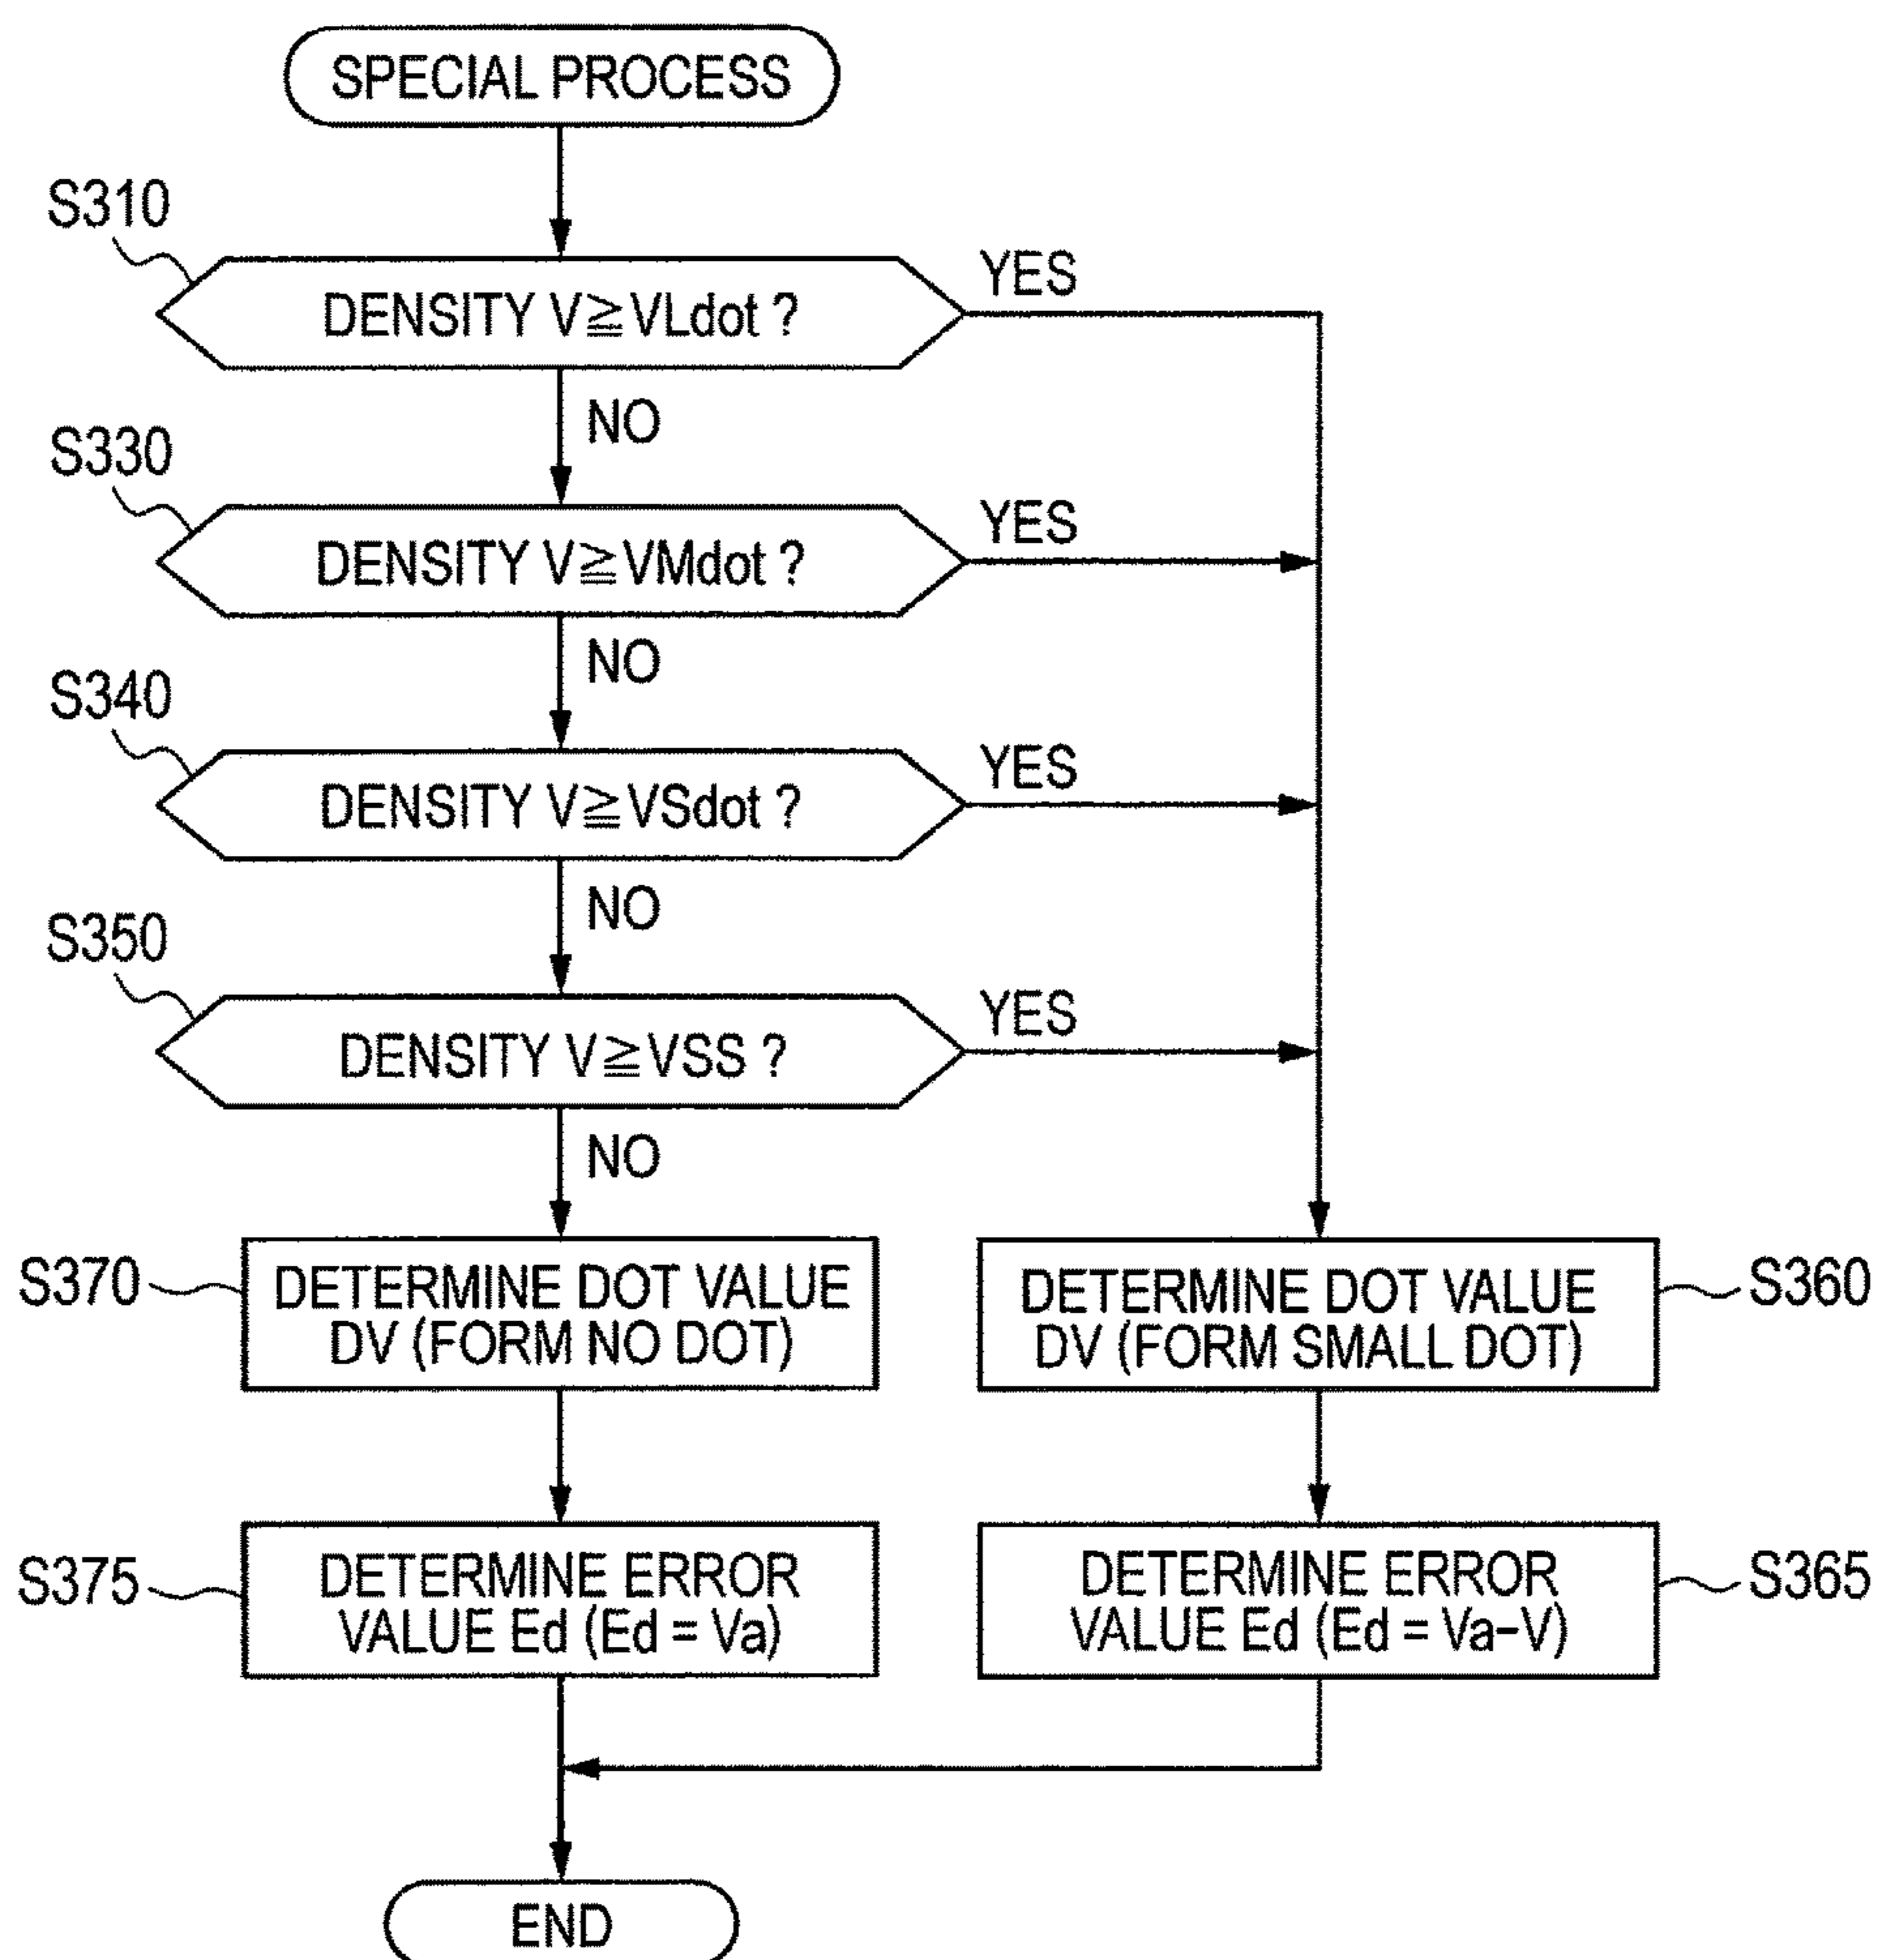 SPECIAL PROCESS
S310
DENSITY V≧VLdot ?
YES
NO
S330
DENSITY V≧VMdot ?
YES
NO
S340
DENSITY V≧VSdot ?
YES
NO
S350
DENSITY V≧VSS ?
YES
NO
S370
DETERMINE DOT VALUE
DV (FORM NO DOT)
DETERMINE DOT VALUE
DV (FORM SMALL DOT)
S360
S375
DETERMINE ERROR
VALUE Ed (Ed = Va)
DETERMINE ERROR
VALUE Ed (Ed = Va–V)
S365
END